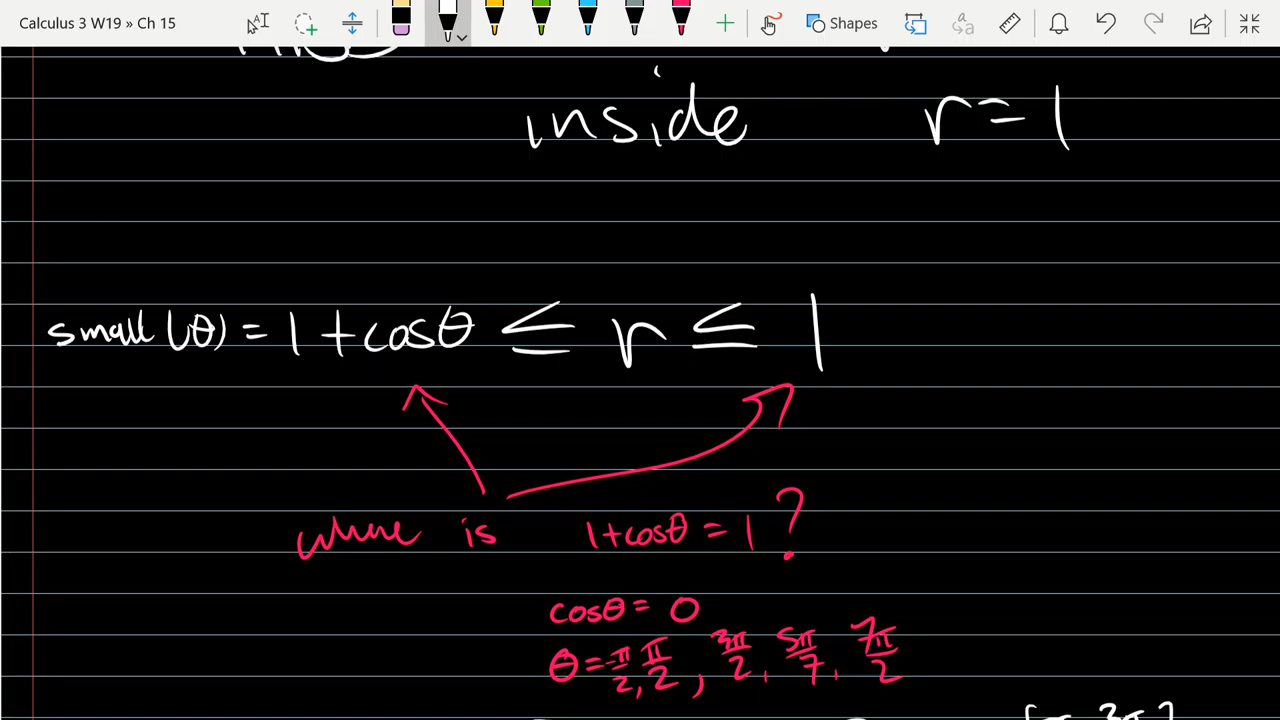 Calculus 3 W19 » Ch 15
Shapes
inside r = 1
small(θ) = 1 + cosθ ≤ r ≤ 1
where is 1+cosθ = 1 ?
cosθ = 0
θ = -π/2, π/2, 3π/2, 5π/7, 7π/2